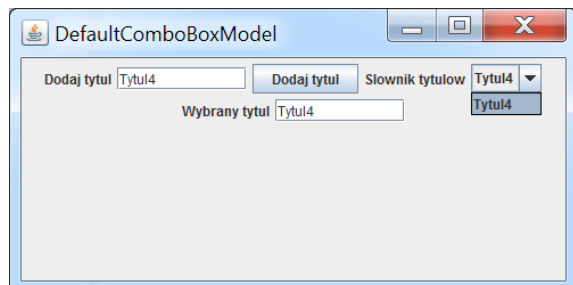 DefaultComboBoxModel
Dodaj tytul Tytul4 Dodaj tytul Slownik tytulow Tytul4
Tytul4
Wybrany tytul Tytul4